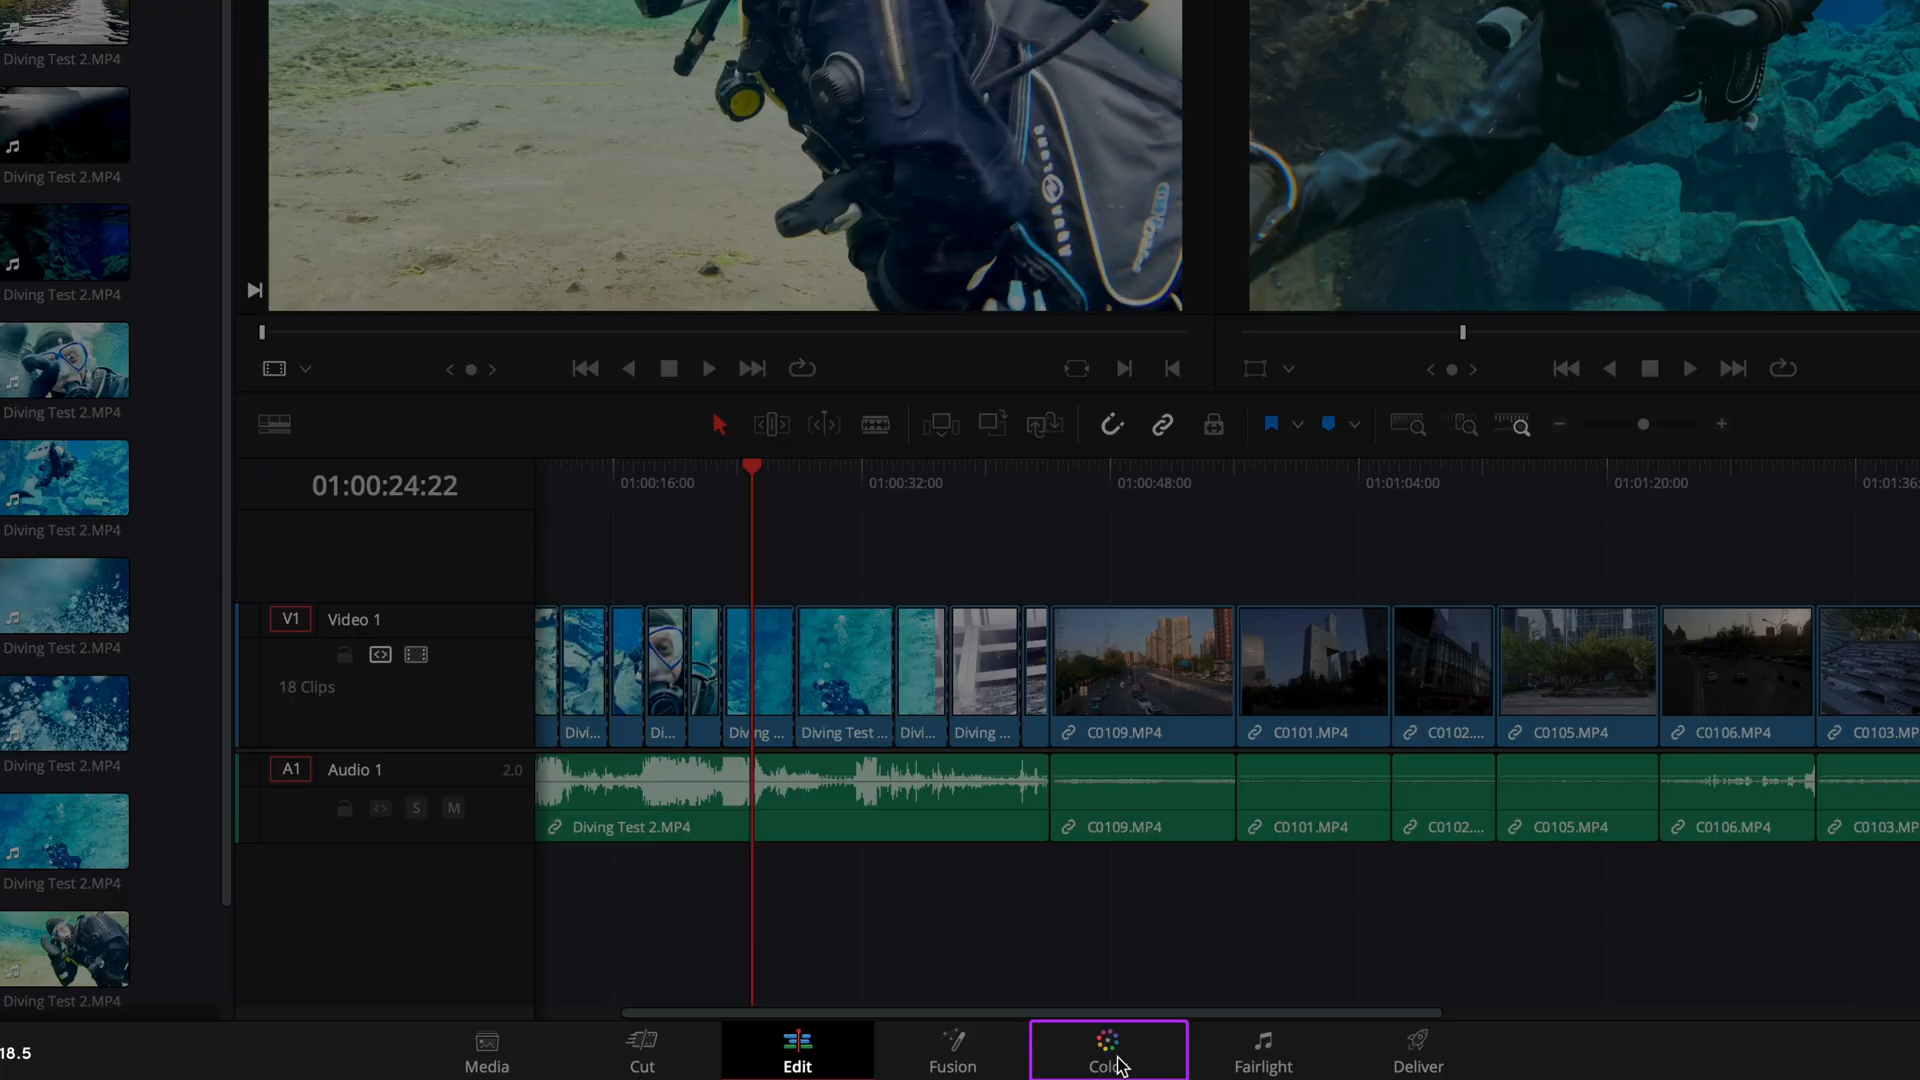 Diving Test 2.MP4
Diving Test 2.MP4
Diving Test 2.MP4
Diving Test 2.MP4
Diving Test 2.MP4
Diving Test 2.MP4
Diving Test 2.MP4
Diving Test 2.MP4
Diving Test 2.MP4
01:00:24:22
01:00:16:00
01:00:32:00
01:00:48:00
01:01:04:00
01:01:20:00
01:01:36:
V1
Video 1
18 Clips
Divi...
Di...
Diving ...
Diving Test ...
Divi...
Diving ...
C0109.MP4
C0101.MP4
C0102....
C0105.MP4
C0106.MP4
C0103.MP
A1
Audio 1
2.0
S
M
Diving Test 2.MP4
C0109.MP4
C0101.MP4
C0102....
C0105.MP4
C0106.MP4
C0103.MP
18.5
Media
Cut
Edit
Fusion
Color
Fairlight
Deliver